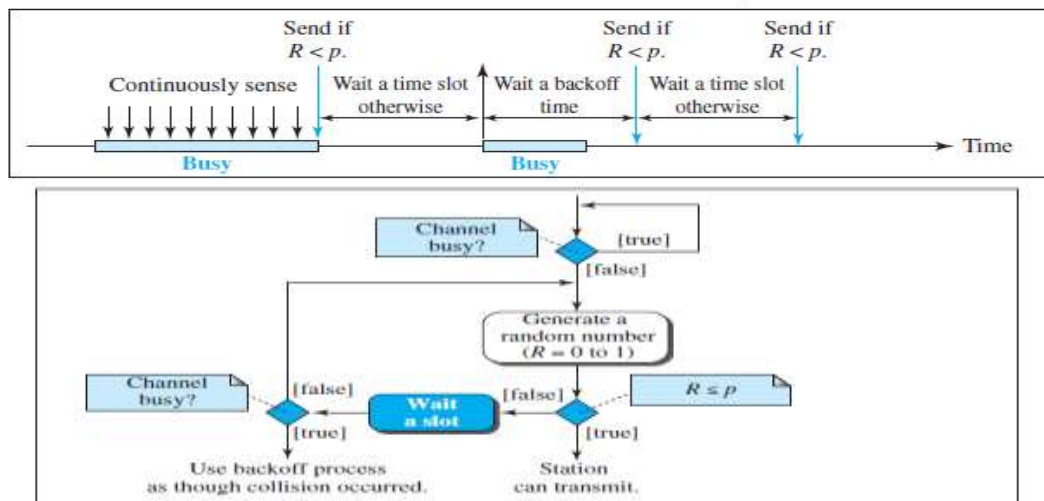 Send if
R < p.
Send if
R < p.
Send if
R < p.
Continuously sense
Wait a time slot
otherwise
Wait a backoff
time
Wait a time slot
otherwise
Time
Busy
Busy
Channel
busy?
[true]
[false]
Generate a
random number
(R = 0 to 1)
Channel
busy?
[false]
Wait
a slot
[false]
R ≤ p
[true]
[true]
Use backoff process
as though collision occurred.
Station
can transmit.